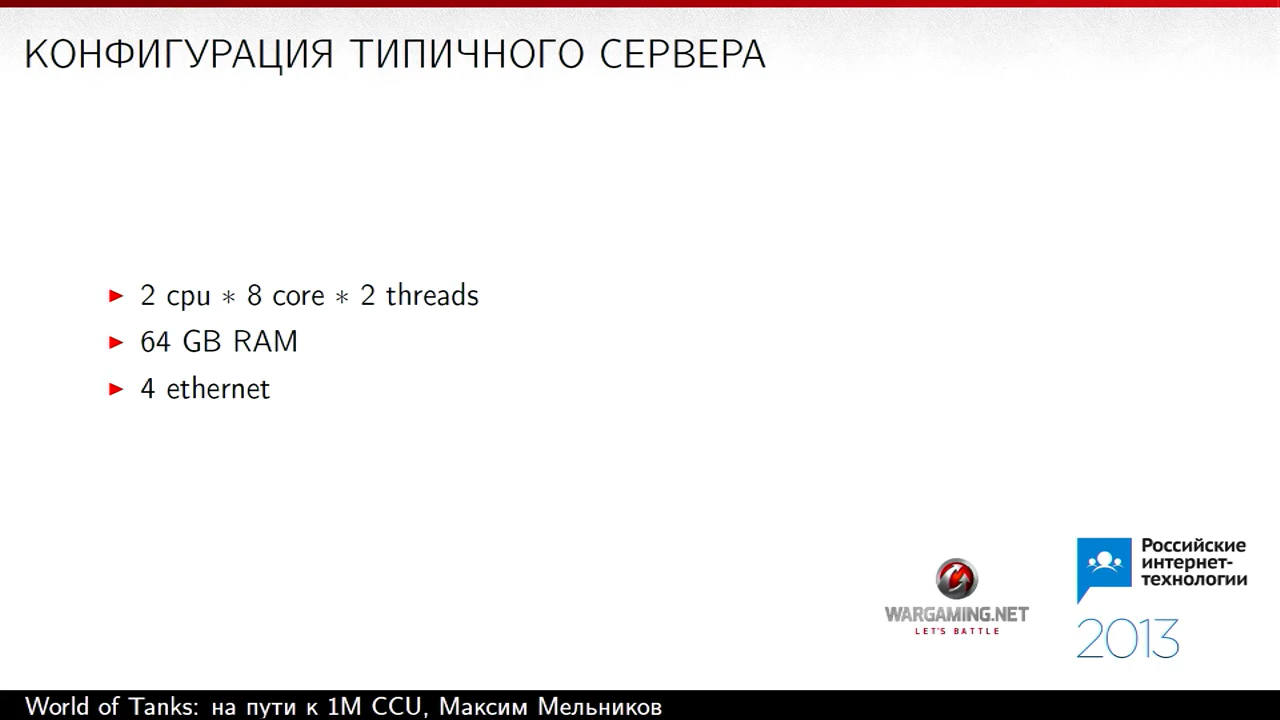 КОНФИГУРАЦИЯ ТИПИЧНОГО СЕРВЕРА
2 cpu * 8 core * 2 threads
64 GB RAM
4 ethernet
WARGAMING.NET
LET'S BATTLE
Российские
интернет-
технологии
2013
World of Tanks: на пути к 1M CCU, Максим Мельников